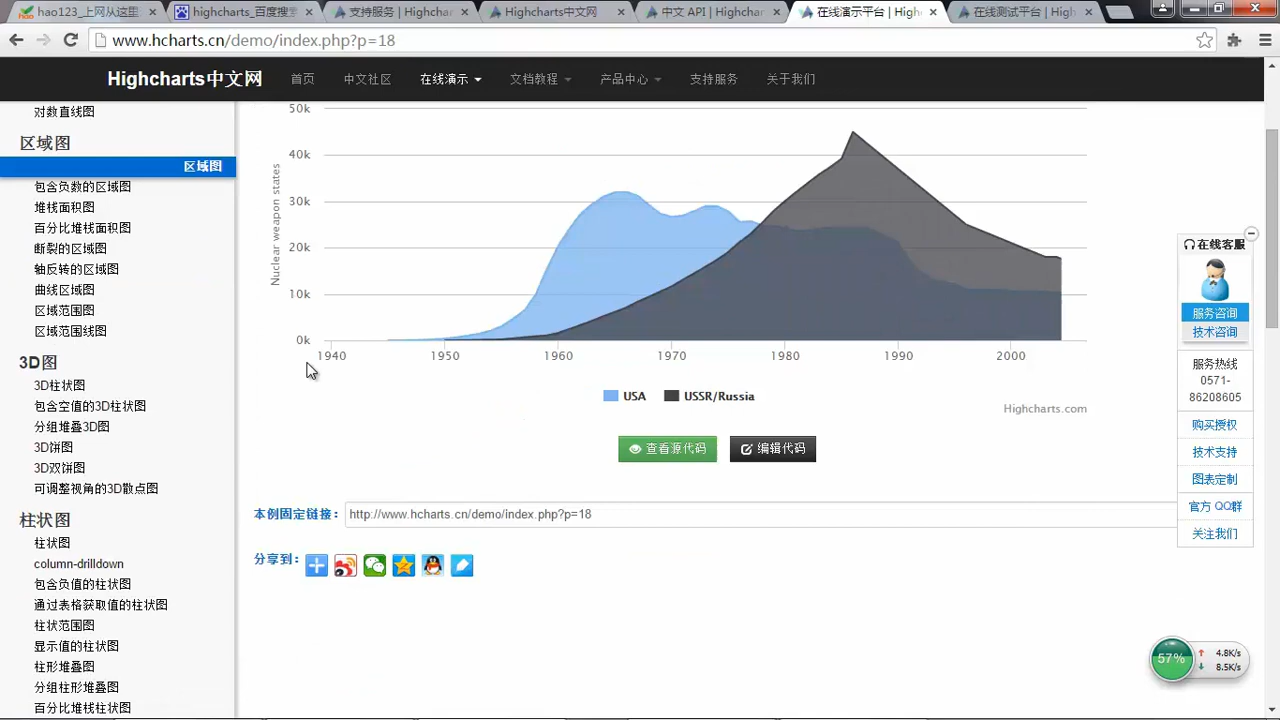 hao123_上网从这里
highcharts_百度搜索
支持服务 | Highchar
Highcharts中文网
中文 API | Highchar
在线演示平台 | High
在线测试平台 | High
www.hcharts.cn/demo/index.php?p=18
Highcharts中文网
首页
中文社区
在线演示
文档教程
产品中心
支持服务
关于我们
对数直线图
区域图
区域图
包含负数的区域图
堆栈面积图
百分比堆栈面积图
断裂的区域图
轴反转的区域图
曲线区域图
区域范围图
区域范围线图
3D图
3D柱状图
包含空值的3D柱状图
分组堆叠3D图
3D饼图
3D双饼图
可调整视角的3D散点图
柱状图
柱状图
column-drilldown
包含负值的柱状图
通过表格获取值的柱状图
柱状范围图
显示值的柱状图
柱形堆叠图
分组柱形堆叠图
百分比堆栈柱状图
Nuclear weapon states
50k
40k
30k
20k
10k
0k
1940
1950
1960
1970
1980
1990
2000
USA
USSR/Russia
Highcharts.com
查看源代码
编辑代码
本例固定链接：
http://www.hcharts.cn/demo/index.php?p=18
分享到：
在线客服
服务咨询
技术咨询
服务热线
0571-
86208605
购买授权
技术支持
图表定制
官方 QQ群
关注我们
57%
4.8K/s
8.5K/s